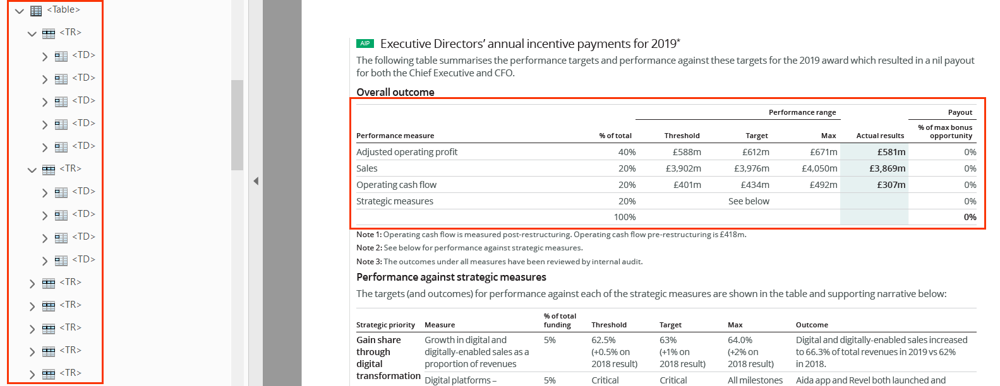 <Table>
<TR>
<TD>
<TD>
<TD>
<TD>
<TD>
<TR>
<TD>
<TD>
<TD>
<TD>
<TR>
<TR>
<TR>
<TR>
<TR>
AIP Executive Directors’ annual incentive payments for 2019*
The following table summarises the performance targets and performance against these targets for the 2019 award which resulted in a nil payout
for both the Chief Executive and CFO.
Overall outcome
Performance range Payout
Performance measure % of total Threshold Target Max Actual results % of max bonus opportunity
Adjusted operating profit 40% £588m £612m £671m £581m 0%
Sales 20% £3,902m £3,976m £4,050m £3,869m 0%
Operating cash flow 20% £401m £434m £492m £307m 0%
Strategic measures 20% See below 0%
100% 0%
Note 1: Operating cash flow is measured post-restructuring. Operating cash flow pre-restructuring is £418m.
Note 2: See below for performance against strategic measures.
Note 3: The outcomes under all measures have been reviewed by internal audit.
Performance against strategic measures
The targets (and outcomes) for performance against each of the strategic measures are shown in the table and supporting narrative below:
Strategic priority Measure % of total funding Threshold Target Max Outcome
Gain share Growth in digital and 5% 62.5% 63% 64.0% Digital and digitally-enabled sales increased
through digitally-enabled sales as a (+0.5% on (+1% on (+2% on to 66.3% of total revenues in 2019 vs 62%
digital proportion of revenues 2018 result) 2018 result) 2018 result) in 2018.
transformation Digital platforms – 5% Critical Critical All milestones Aida app and Revel both launched and